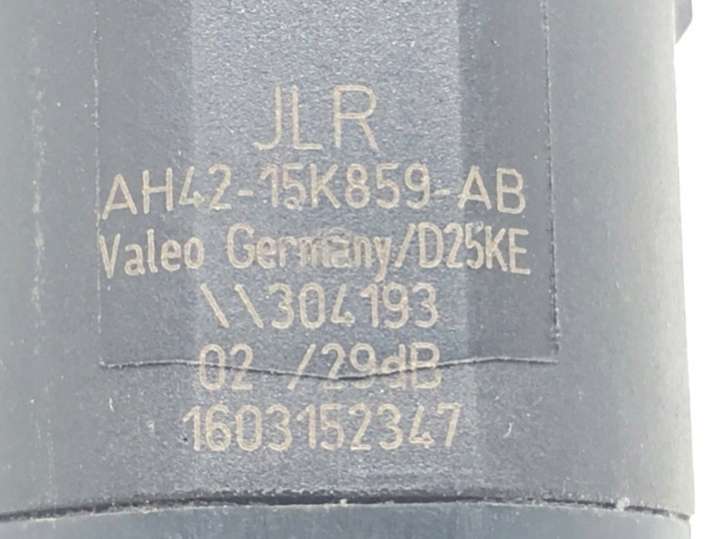 JLR
AH42-15K859-AB
Valeo Germany/D25KE
\\304193
02 /29dB
1603152347